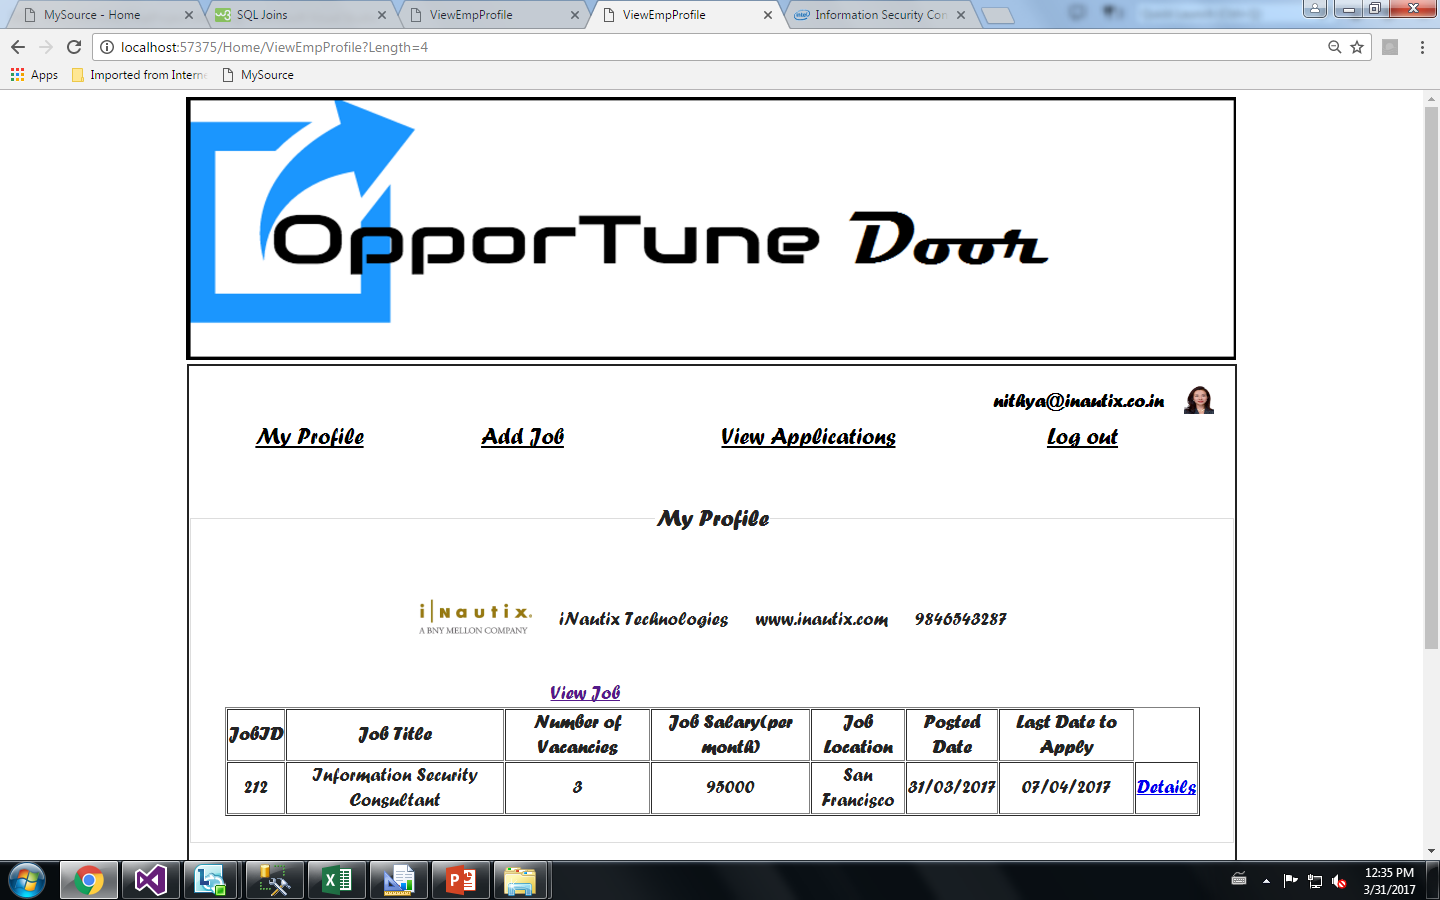 MySource - Home
SQL Joins
ViewEmpProfile
ViewEmpProfile
Information Security Con
localhost:57375/Home/ViewEmpProfile?Length=4
Apps
Imported from Intern
MySource
OpporTune Door
nithya@inautix.co.in
My Profile Add Job View Applications Log out
My Profile
i|Nautix.
A BNY MELLON COMPANY
iNautix Technologies www.inautix.com 9846543287
View Job
JobID Job Title Number of Vacancies Job Salary(per month) Job Location Posted Date Last Date to Apply
212 Information Security Consultant 3 95000 San Francisco 31/03/2017 07/04/2017 Details
12:35 PM
3/31/2017